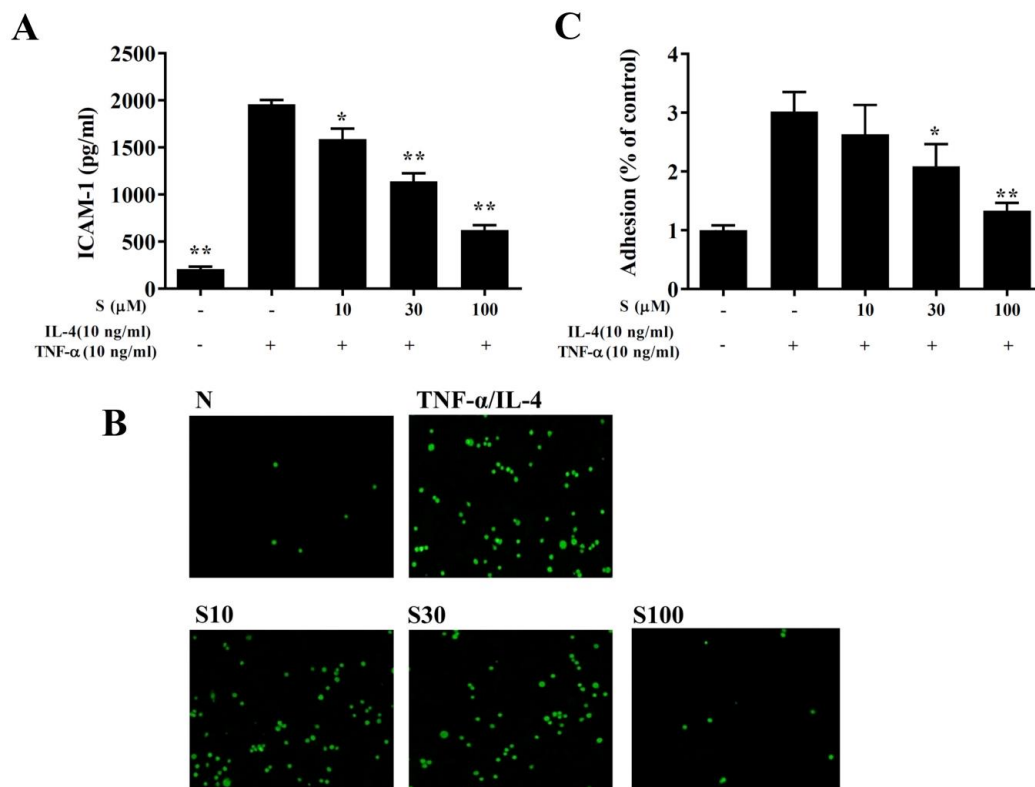 A
ICAM-1 (pg/ml)
2500
2000
1500
1000
500
0
**
*
**
**
S (μM) - - 10 30 100
IL-4(10 ng/ml)
TNF-α (10 ng/ml) - + + + +
C
Adhesion (% of control)
4
3
2
1
0
*
**
S (μM) - - 10 30 100
IL-4(10 ng/ml)
TNF-α (10 ng/ml) - + + + +
B
N
TNF-α/IL-4
S10
S30
S100